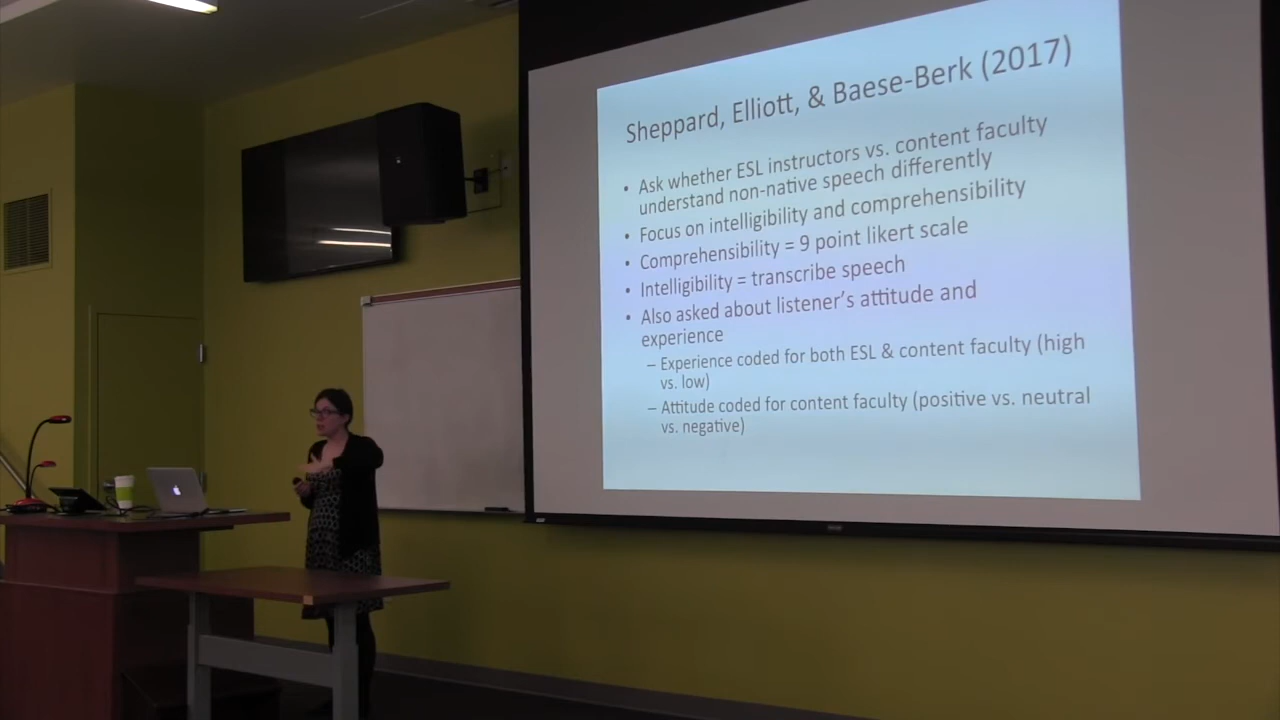 Sheppard, Elliott, & Baese-Berk (2017)
• Ask whether ESL instructors vs. content faculty
understand non-native speech differently
• Focus on intelligibility and comprehensibility
• Comprehensibility = 9 point likert scale
• Intelligibility = transcribe speech
• Also asked about listener's attitude and
experience
– Experience coded for both ESL & content faculty (high
vs. low)
– Attitude coded for content faculty (positive vs. neutral
vs. negative)